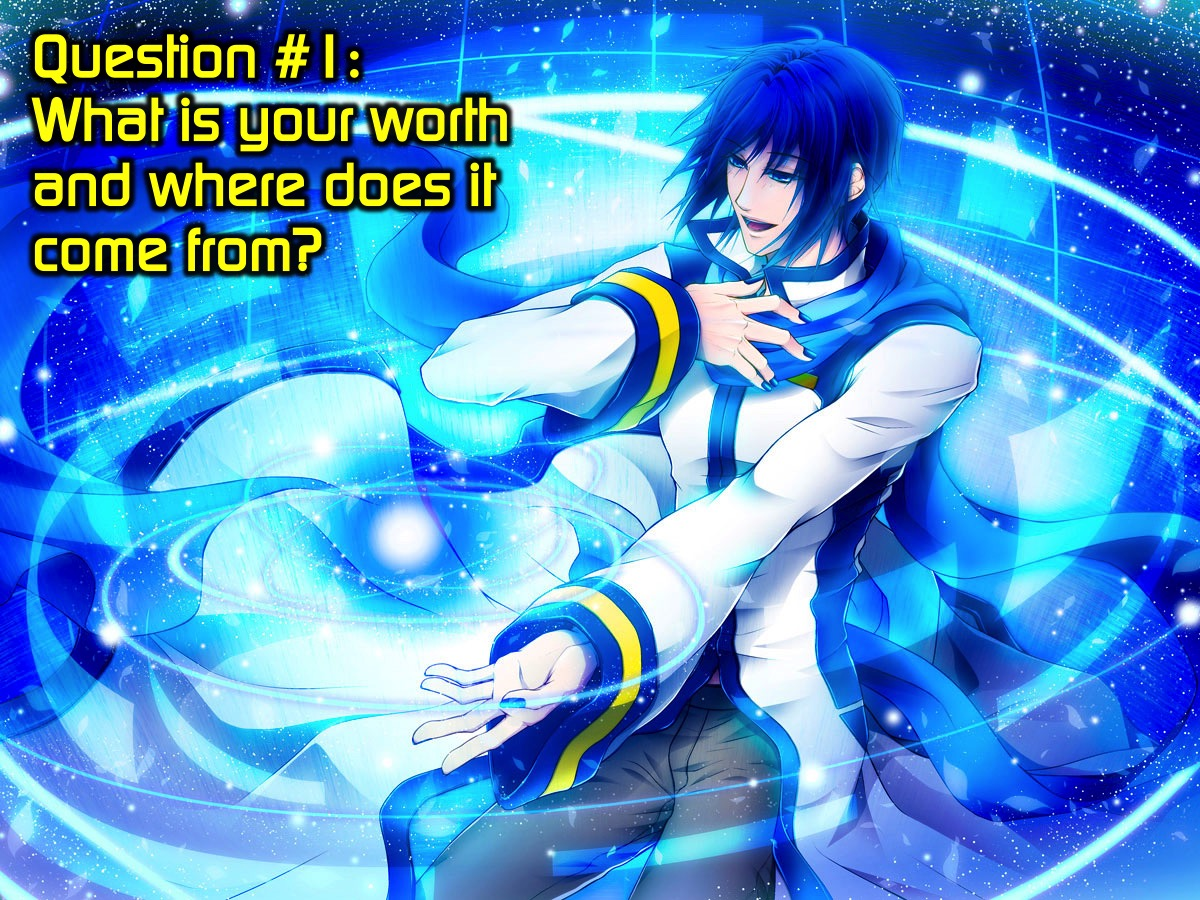 Question #1:
What is your worth
and where does it
come from?